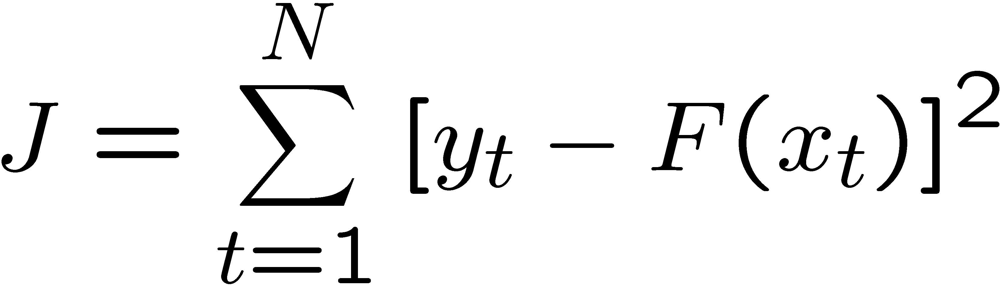 J = \sum_{t=1}^{N} [y_t - F(x_t)]^2